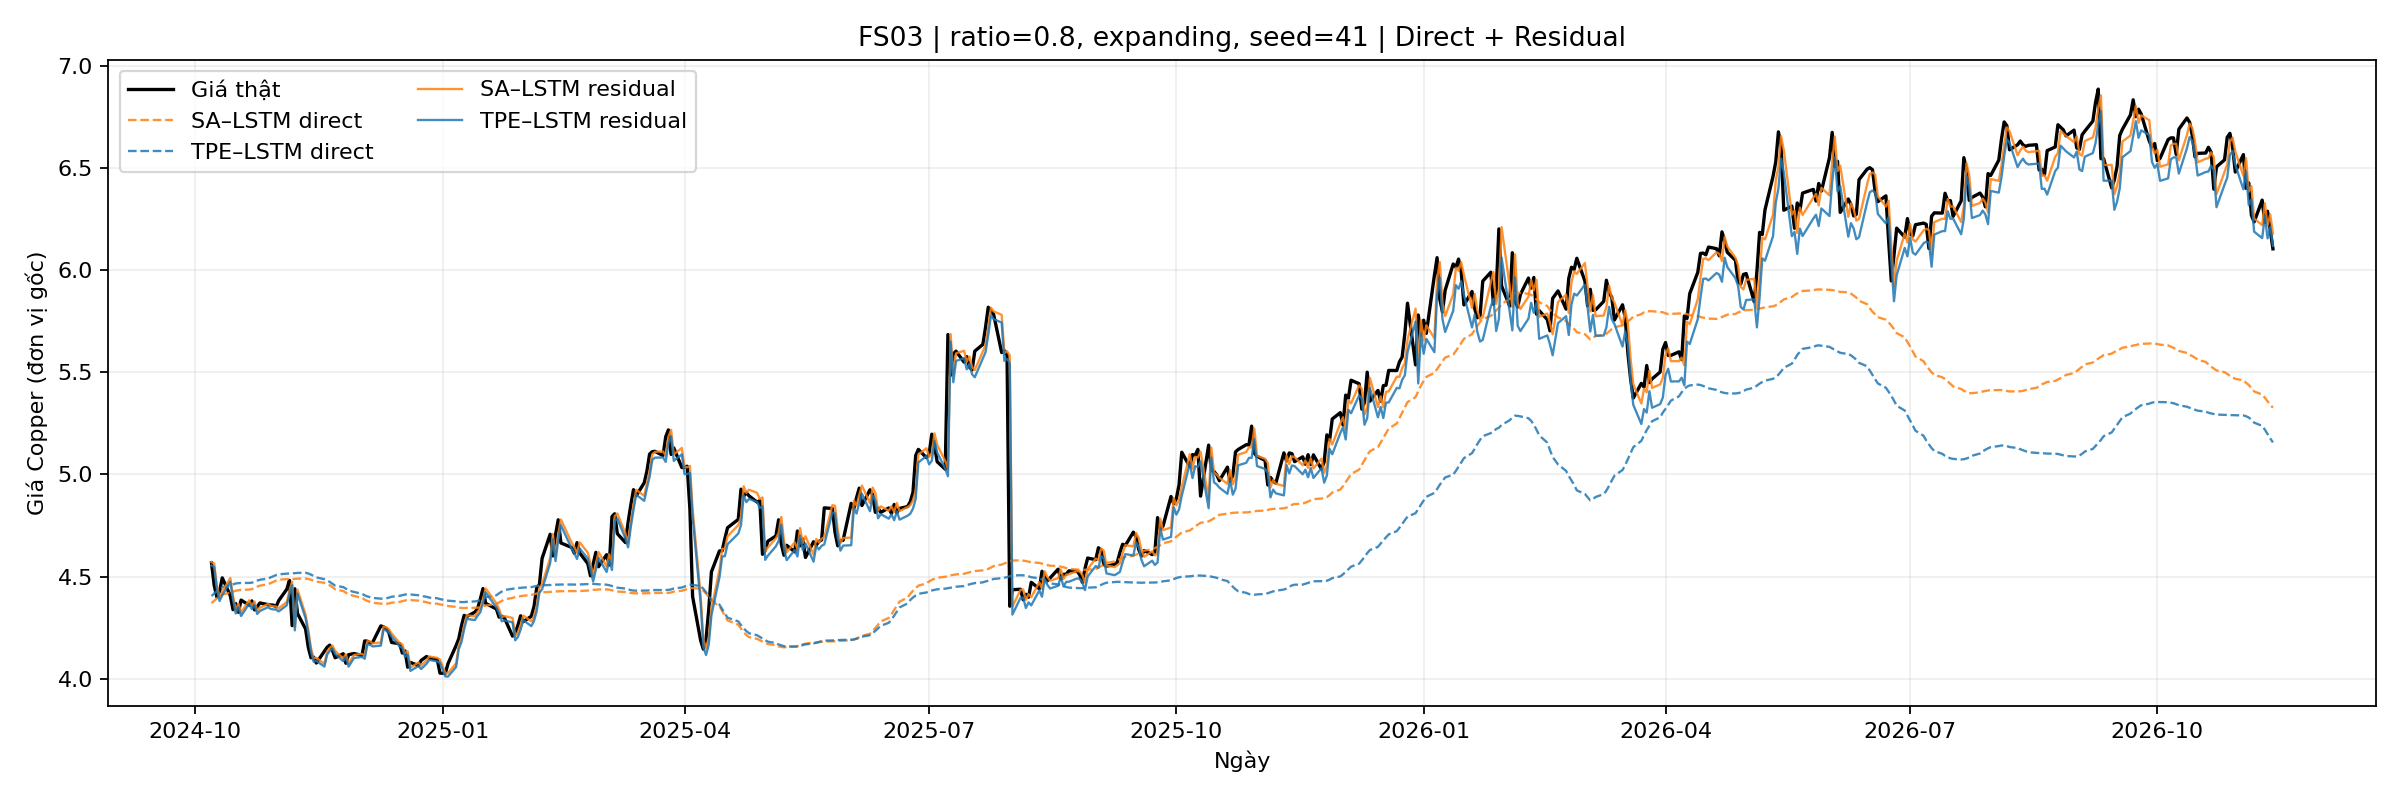 FS03 | ratio=0.8, expanding, seed=41 | Direct + Residual
Giá thật
SA–LSTM direct
TPE–LSTM direct
SA–LSTM residual
TPE–LSTM residual
Giá Copper (đơn vị gốc)
7.0
6.5
6.0
5.5
5.0
4.5
4.0
2024-10
2025-01
2025-04
2025-07
2025-10
2026-01
2026-04
2026-07
2026-10
Ngày